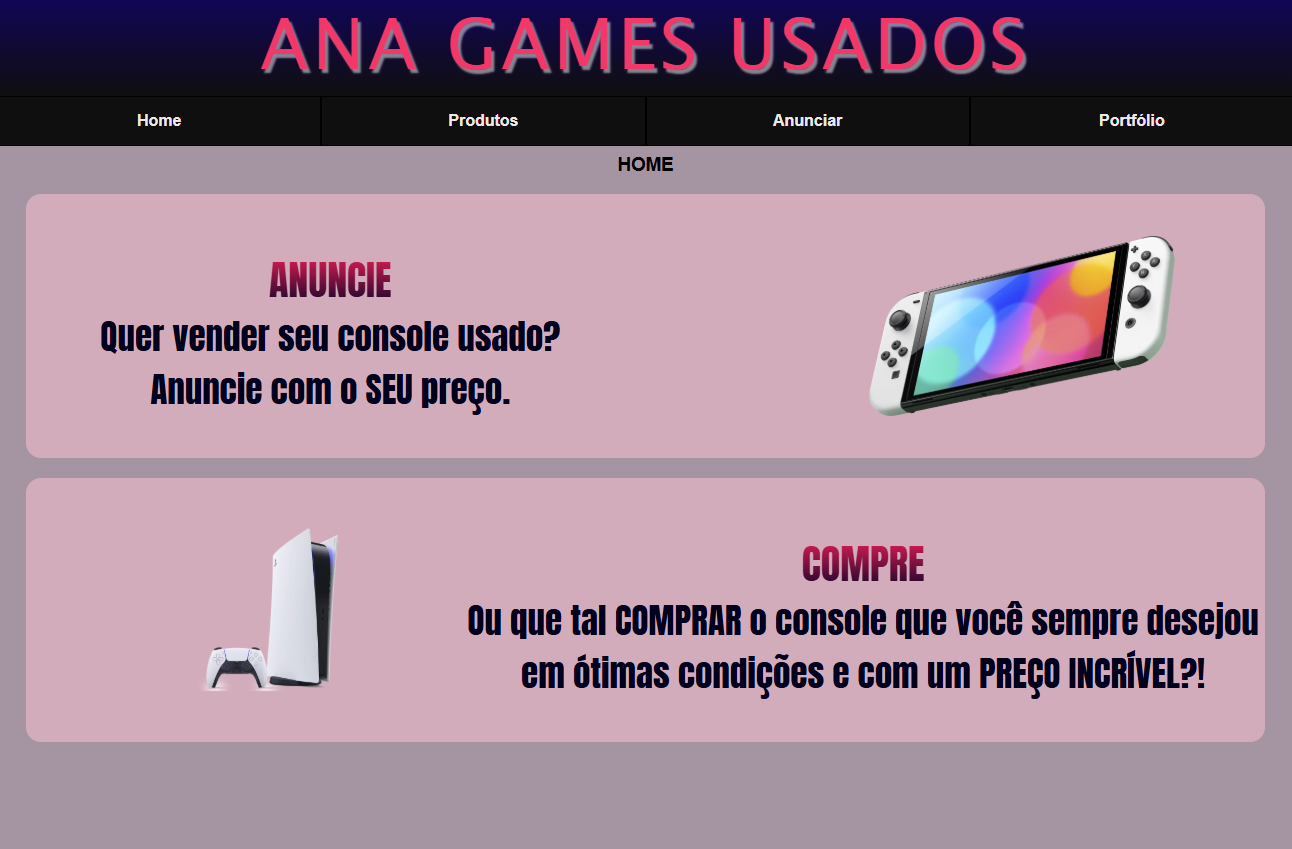 ANA GAMES USADOS
Home Produtos Anunciar Portfólio
HOME
ANUNCIE
Quer vender seu console usado?
Anuncie com o SEU preço.
COMPRE
Ou que tal COMPRAR o console que você sempre desejou
em ótimas condições e com um PREÇO INCRÍVEL?!